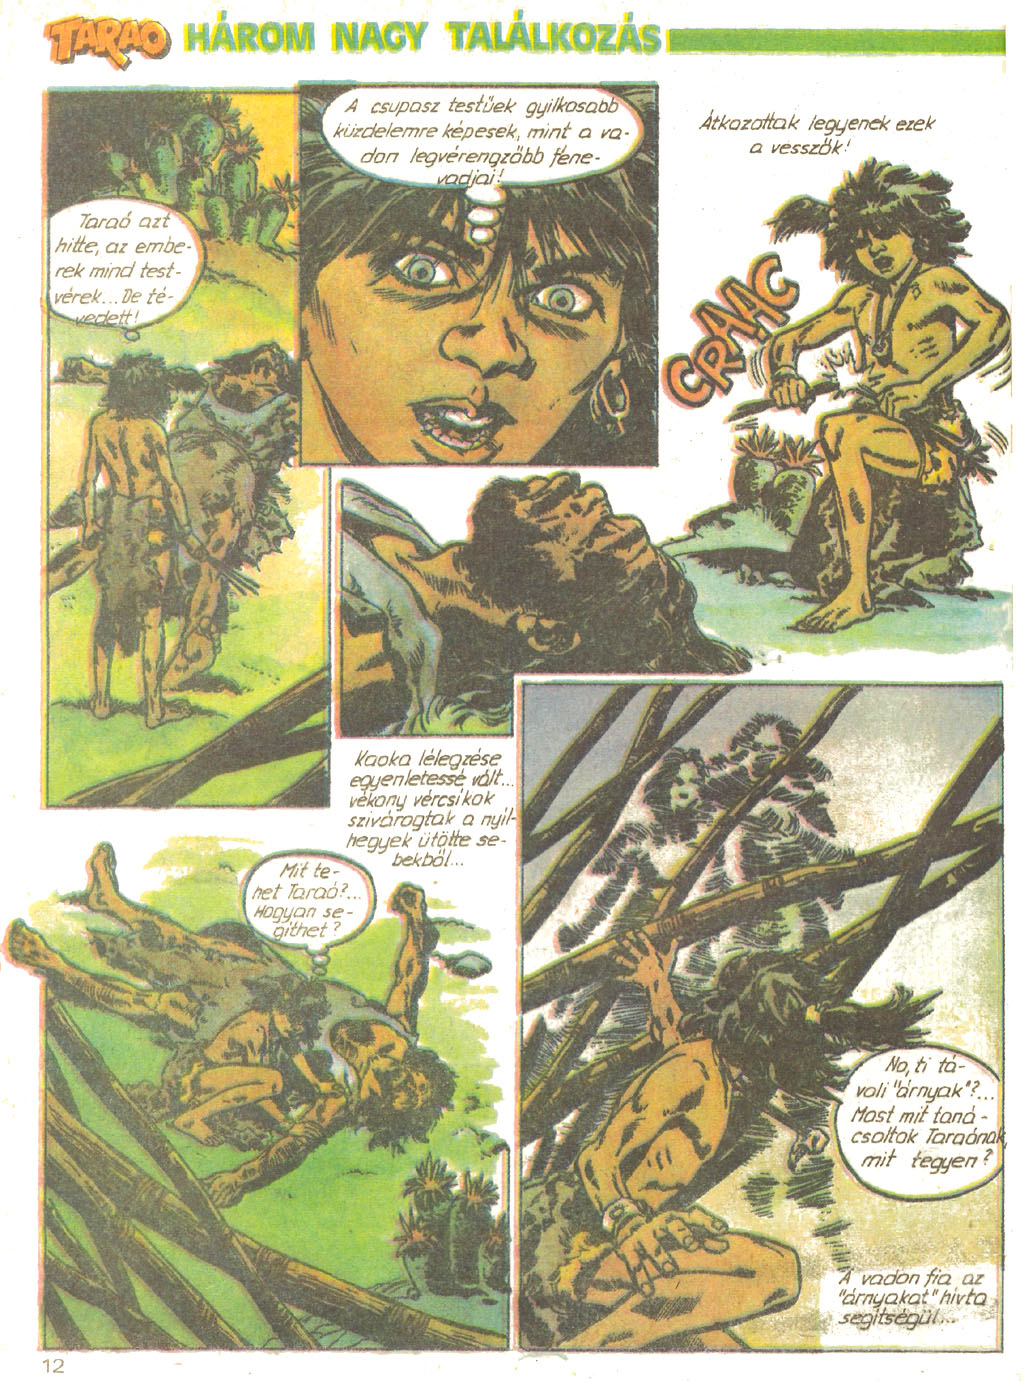 TARAO HÁROM NAGY TALÁLKOZÁS
Taraó azt
hitte, az embe-
rek mind test-
vérek... De té-
vedett!
A csupasz testűek gyilkosabb
küzdelemre képesek, mint a va-
don legvérengzőbb fene-
vadjai!
Átkozottak legyenek ezek
a vesszők!
CRAAC
Kaoka lélegzése
egyenletessé vált...
vékony vércsíkok
szivárogtak a nyíl-
hegyek ütötte se-
bekből...
Mit te-
het Taraó?...
Hogyan se-
gíthet?
No, ti tá-
voli "árnyak"?...
Most mit taná-
csoltok Taraónak,
mit tegyen?
A vadon fia az
"árnyakat" hívta
segítségül...
12